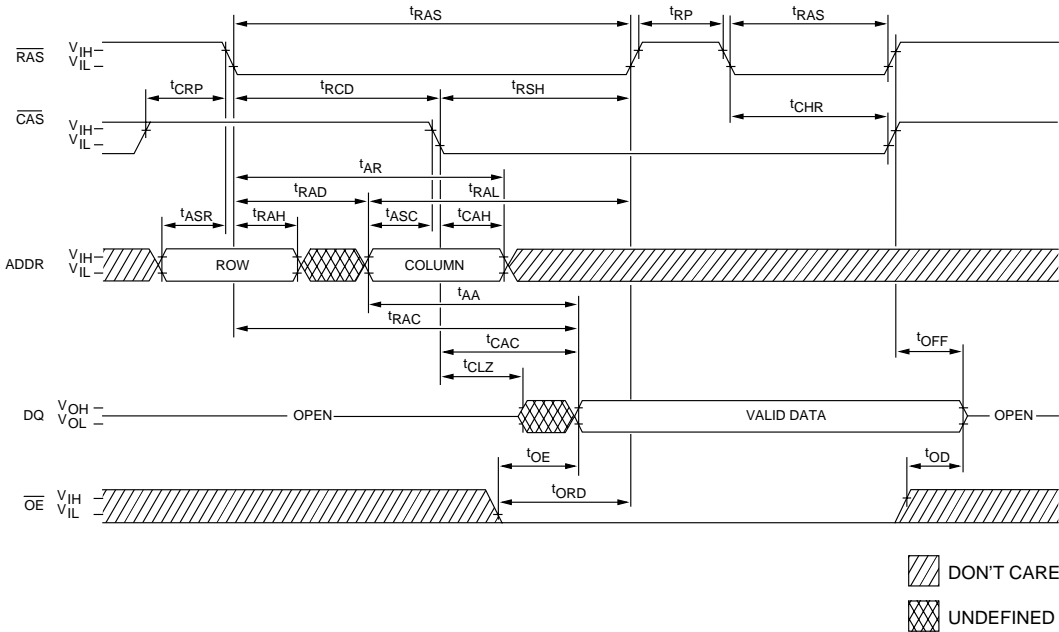 tRAS tRP tRAS
RAS VIH VIL
tCRP tRCD tRSH
tCHR
CAS VIH VIL
tAR
tRAD tRAL
tASR tRAH tASC tCAH
ADDR VIH VIL ROW COLUMN
tAA
tRAC
tCAC tOFF
tCLZ
DQ VOH VOL OPEN VALID DATA OPEN
tOE tOD
tORD
OE VIH VIL
DON'T CARE
UNDEFINED